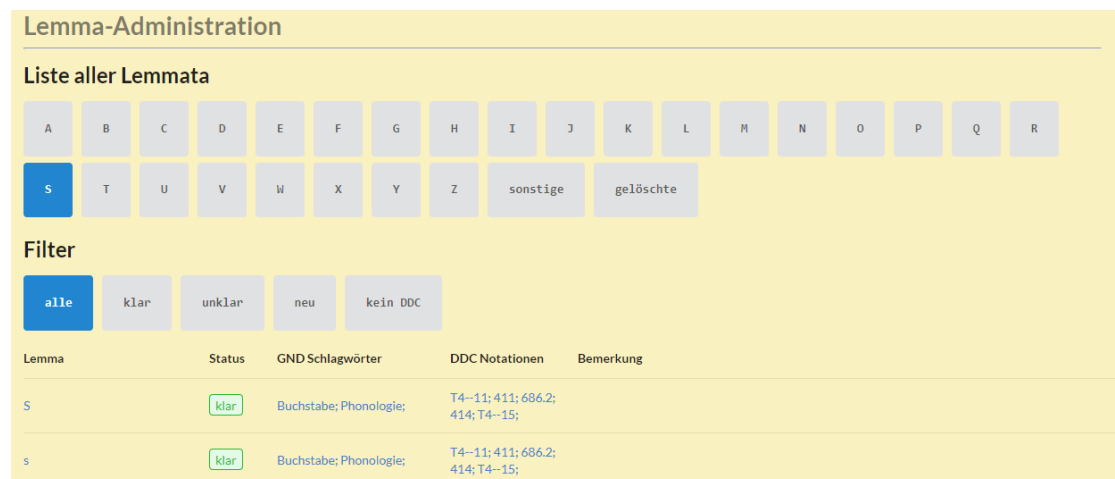 Lemma-Administration
Liste aller Lemmata
A B C D E F G H I J K L M N O P Q R
S T U V W X Y Z sonstige gelöschte
Filter
alle klar unklar neu kein DDC
Lemma Status GND Schlagwörter DDC Notationen Bemerkung
S klar Buchstabe; Phonologie; T4--11; 411; 686.2;
414; T4--15;
s klar Buchstabe; Phonologie; T4--11; 411; 686.2;
414; T4--15;